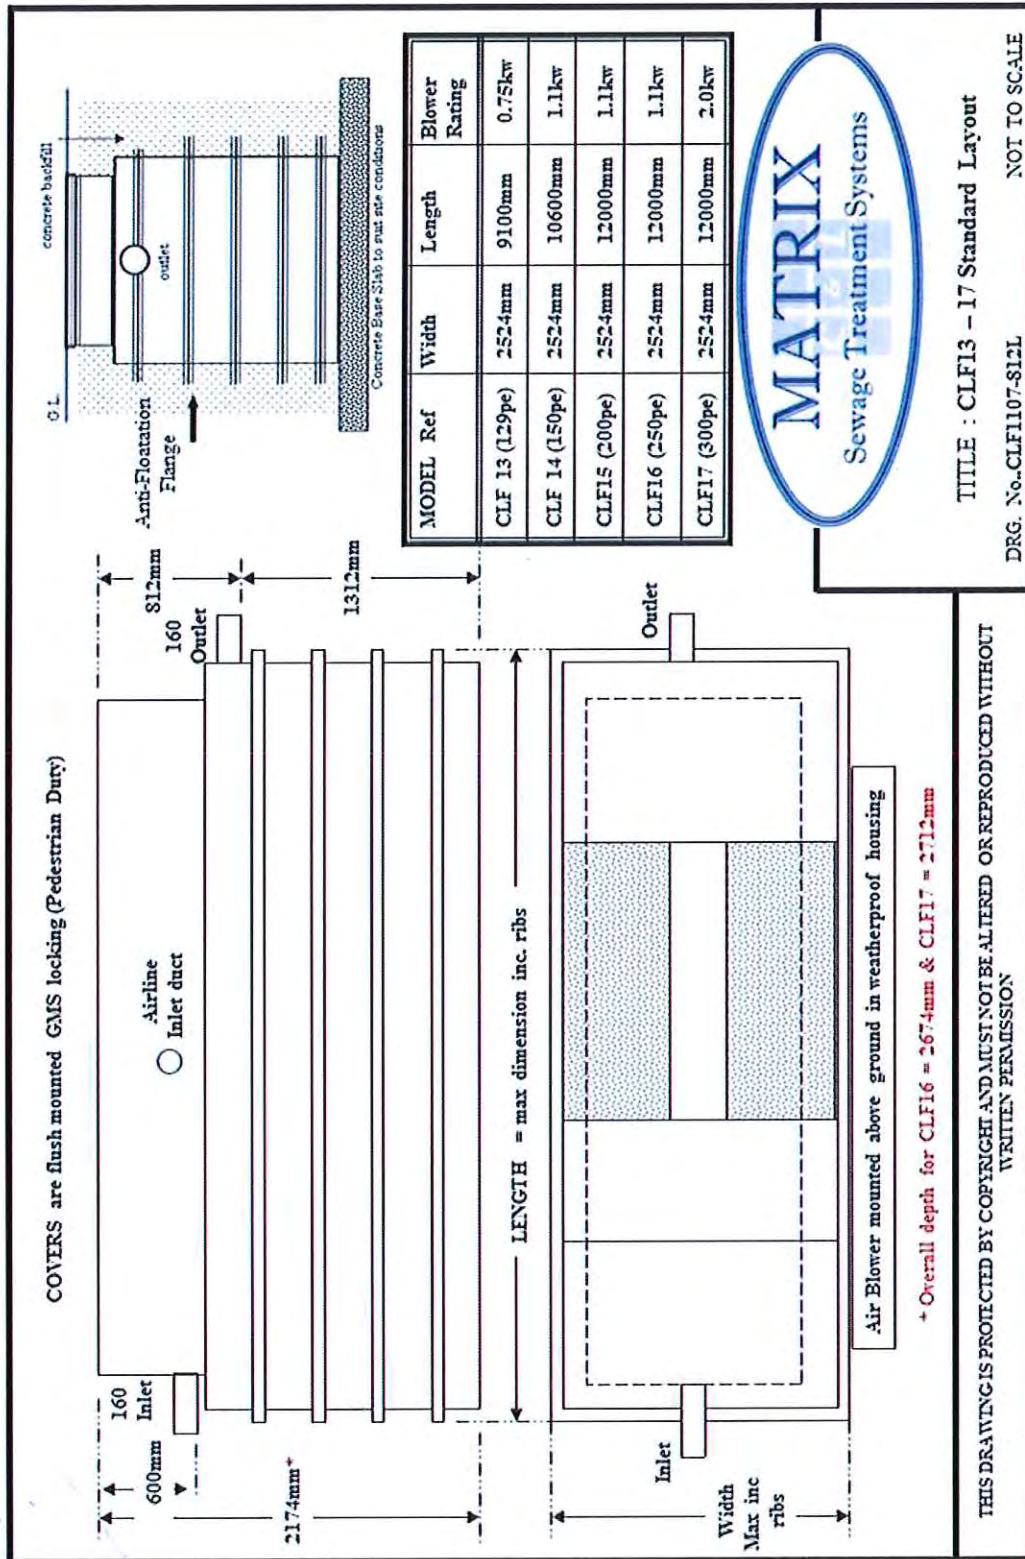 COVERS are flush mounted GMS locking (Pedestrian Duty)
160
Inlet
600mm
2174mm*
Airline
Inlet duct
160
Outlet
812mm
1312mm
LENGTH = max dimension inc. ribs
Width
Max inc
ribs
Inlet
Outlet
Air Blower mounted above ground in weatherproof housing
* Overall depth for CLF16 = 2674mm & CLF17 = 2712mm
G.L.
concrete backfill
Anti-Floatation
Flange
outlet
Concrete Base Slab to suit site conditions
MODEL Ref Width Length Blower Rating
CLF 13 (129pe) 2524mm 9100mm 0.75kw
CLF 14 (150pe) 2524mm 10600mm 1.1kw
CLF15 (200pe) 2524mm 12000mm 1.1kw
CLF16 (250pe) 2524mm 12000mm 1.1kw
CLF17 (300pe) 2524mm 12000mm 2.0kw
MATRIX
Sewage Treatment Systems
TITLE : CLF13 – 17 Standard Layout
DRG. No..CLF1107-S12L NOT TO SCALE
THIS DRAWING IS PROTECTED BY COPYRIGHT AND MUST NOT BE ALTERED OR REPRODUCED WITHOUT
WRITTEN PERMISSION